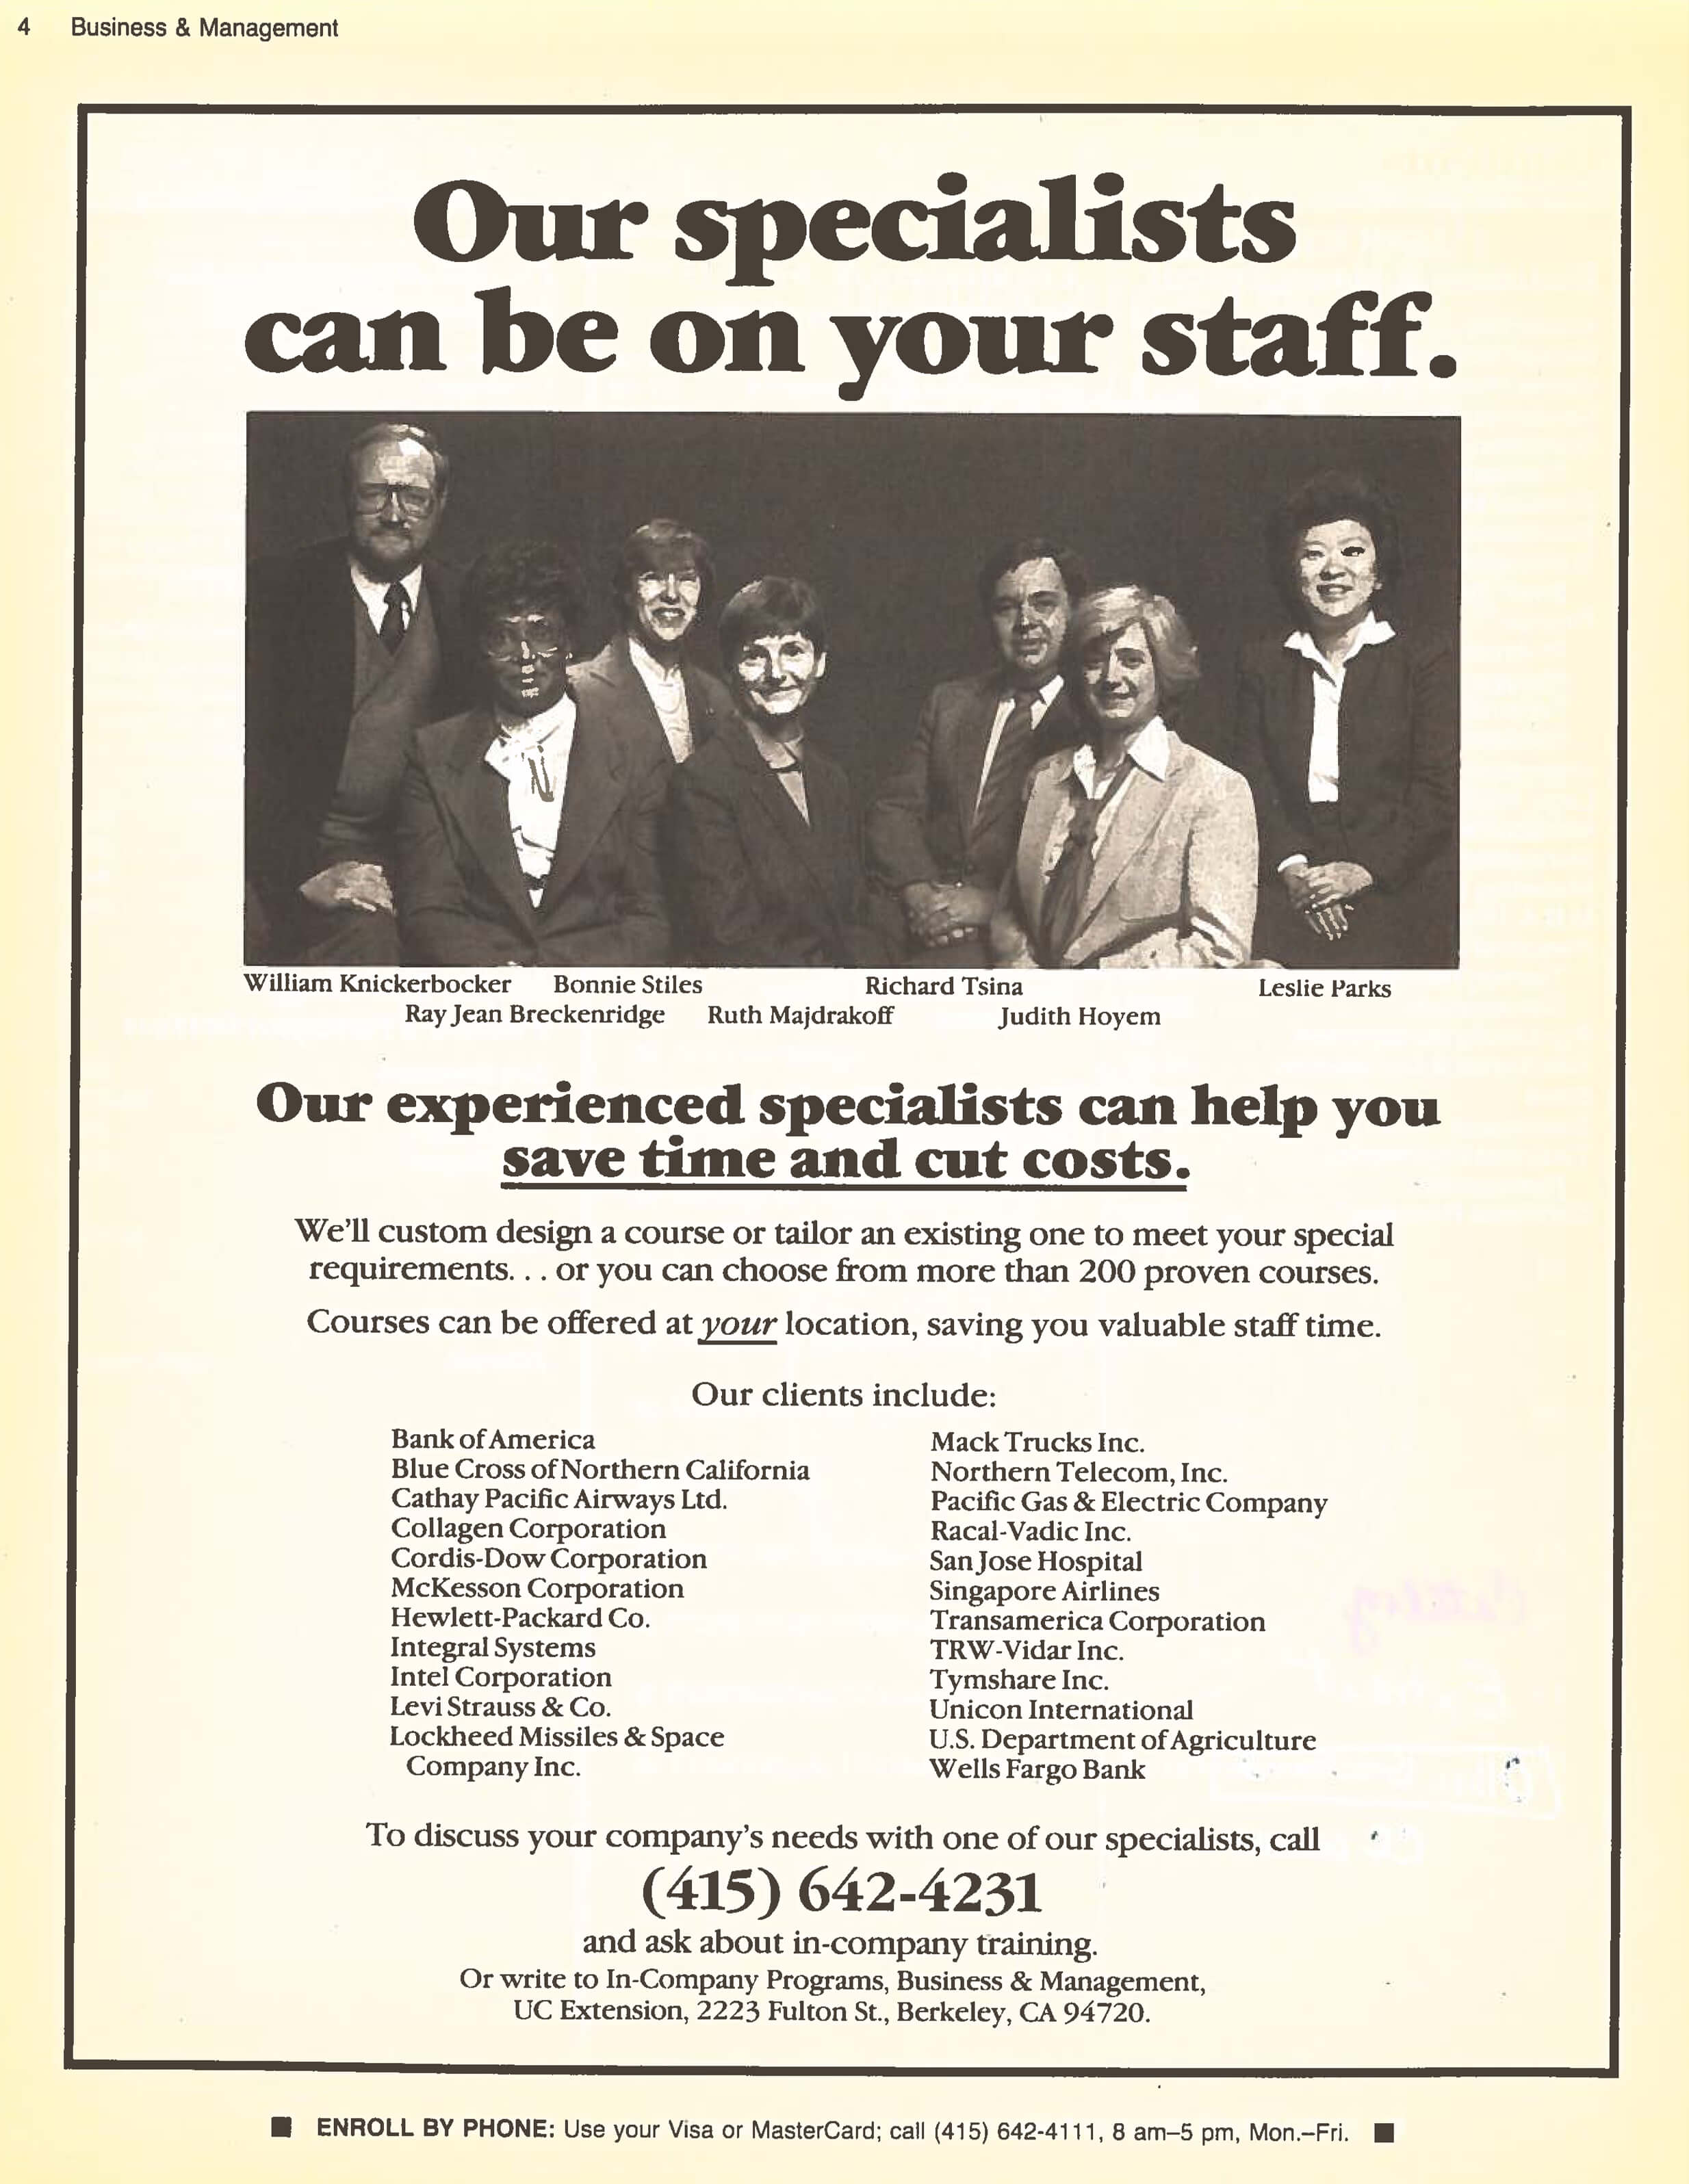 4 Business & Management
Our specialists
can be on your staff.
William Knickerbocker Bonnie Stiles Richard Tsina Leslie Parks
Ray Jean Breckenridge Ruth Majdrakoff Judith Hoyem
Our experienced specialists can help you
save time and cut costs.
We'll custom design a course or tailor an existing one to meet your special
requirements. . . or you can choose from more than 200 proven courses.
Courses can be offered at your location, saving you valuable staff time.
Our clients include:
Bank of America
Blue Cross of Northern California
Cathay Pacific Airways Ltd.
Collagen Corporation
Cordis-Dow Corporation
McKesson Corporation
Hewlett-Packard Co.
Integral Systems
Intel Corporation
Levi Strauss & Co.
Lockheed Missiles & Space
Company Inc.
Mack Trucks Inc.
Northern Telecom, Inc.
Pacific Gas & Electric Company
Racal-Vadic Inc.
San Jose Hospital
Singapore Airlines
Transamerica Corporation
TRW-Vidar Inc.
Tymshare Inc.
Unicon International
U.S. Department of Agriculture
Wells Fargo Bank
To discuss your company's needs with one of our specialists, call
(415) 642-4231
and ask about in-company training.
Or write to In-Company Programs, Business & Management,
UC Extension, 2223 Fulton St., Berkeley, CA 94720.
■ ENROLL BY PHONE: Use your Visa or MasterCard; call (415) 642-4111, 8 am–5 pm, Mon.–Fri. ■